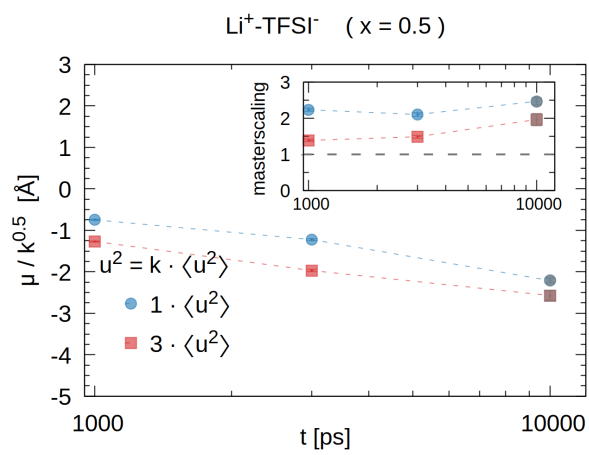 Li⁺-TFSI⁻ ( x = 0.5 )
μ / k^0.5 [Å]
3
2
1
0
-1
-2
-3
-4
-5
1000
10000
t [ps]
u² = k · ⟨u²⟩
1 · ⟨u²⟩
3 · ⟨u²⟩
masterscaling
3
2
1
0
1000
10000